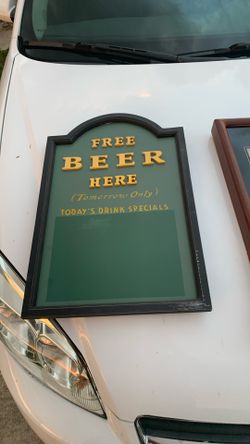 FREE
BEER
HERE
(Tomorrow Only)
TODAY'S DRINK SPECIALS